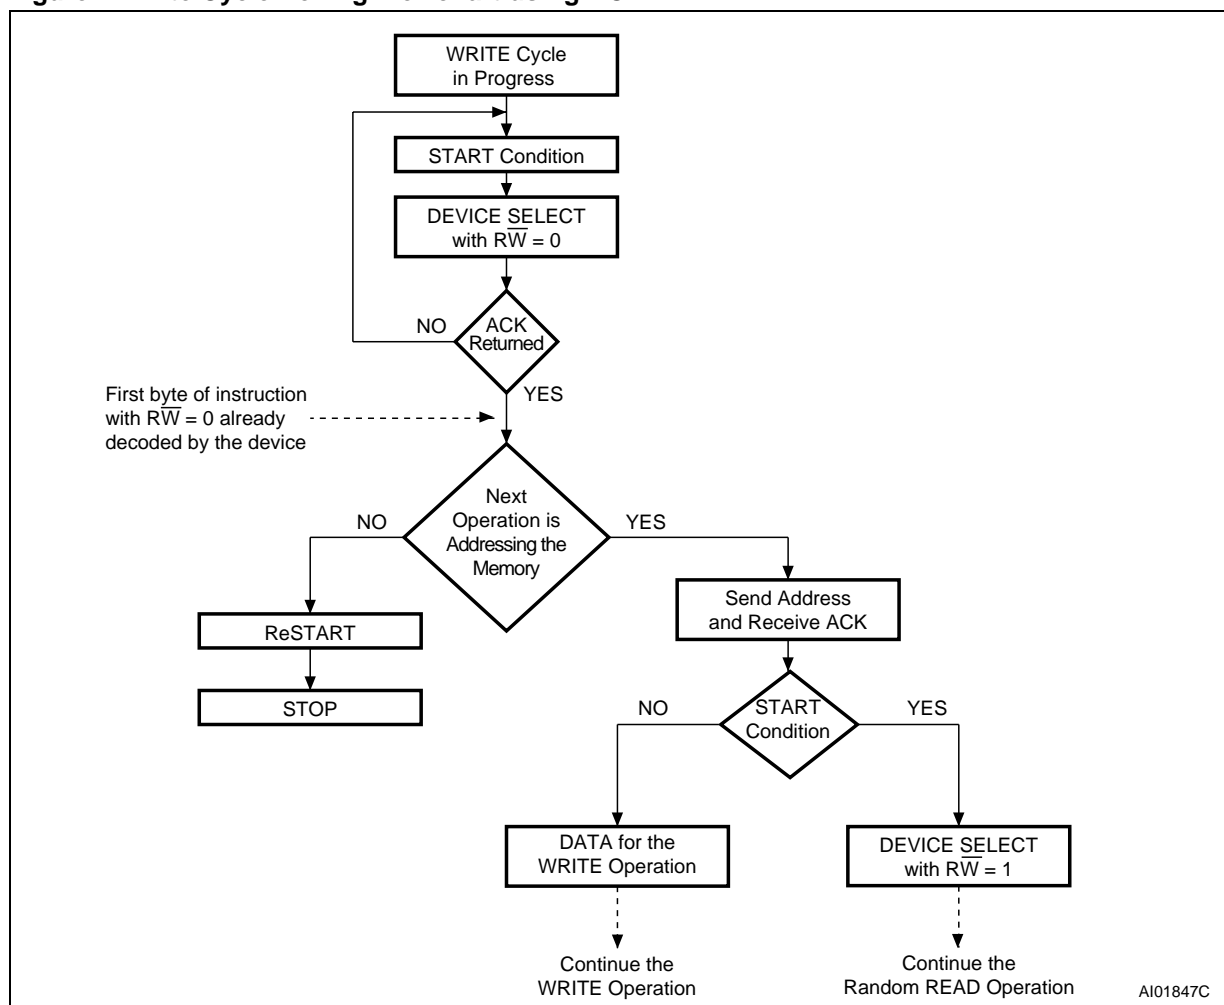 WRITE Cycle
in Progress
START Condition
DEVICE SELECT
with RW̅ = 0
NO
ACK
Returned
YES
First byte of instruction
with RW̅ = 0 already
decoded by the device
NO
Next
Operation is
Addressing the
Memory
YES
Send Address
and Receive ACK
ReSTART
STOP
NO
START
Condition
YES
DATA for the
WRITE Operation
DEVICE SELECT
with RW̅ = 1
Continue the
WRITE Operation
Continue the
Random READ Operation
AI01847C